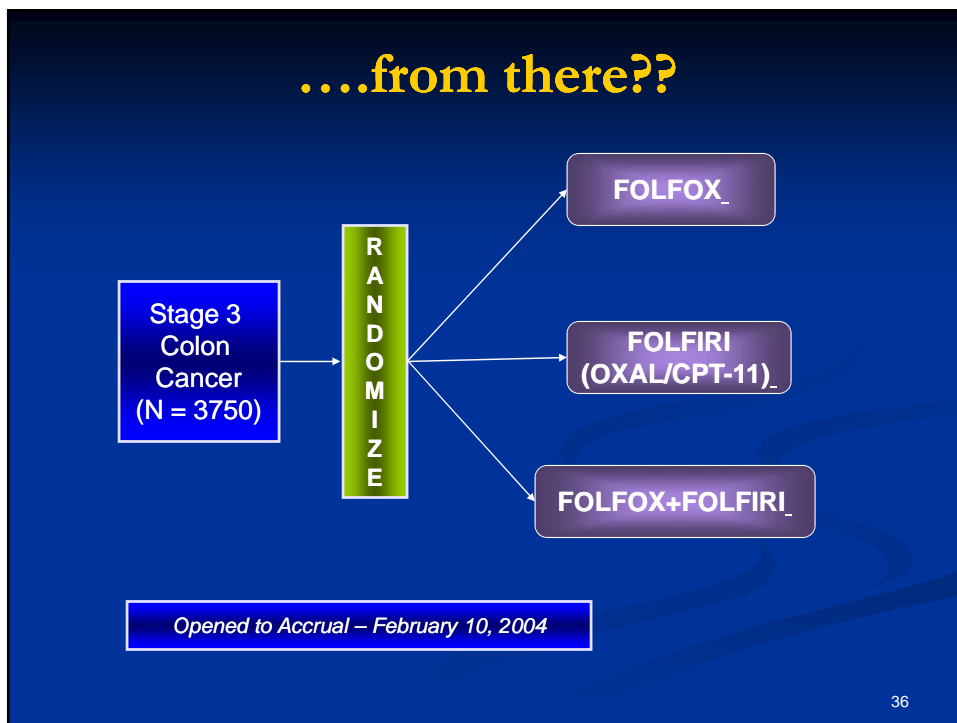 ....from there??
FOLFOX
R
A
N
D
O
M
I
Z
E
Stage 3
Colon
Cancer
(N = 3750)
FOLFIRI
(OXAL/CPT-11)
FOLFOX+FOLFIRI
Opened to Accrual – February 10, 2004
36